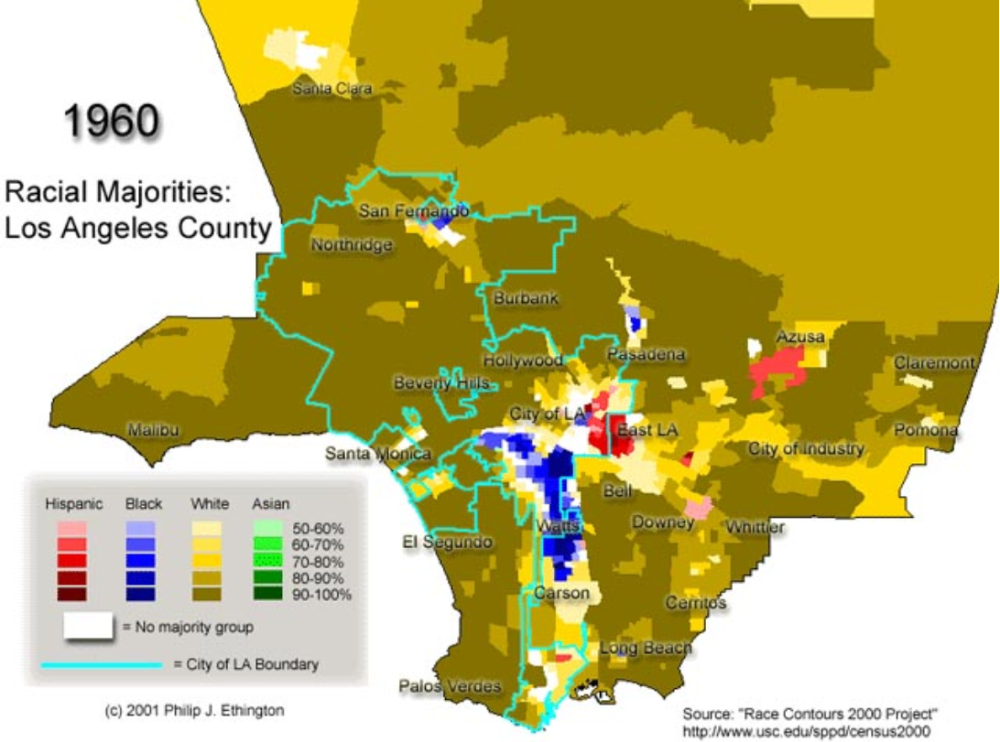 1960
Racial Majorities:
Los Angeles County
Santa Clara
San Fernando
Northridge
Burbank
Hollywood
Pasadena
Azusa
Claremont
Beverly Hills
City of LA
East LA
Malibu
Pomona
Santa Monica
City of Industry
Bell
Watts
Downey
Whittier
El Segundo
Carson
Cerritos
Long Beach
Palos Verdes
Hispanic Black White Asian
50-60%
60-70%
70-80%
80-90%
90-100%
= No majority group
= City of LA Boundary
(c) 2001 Philip J. Ethington
Source: "Race Contours 2000 Project"
http://www.usc.edu/sppd/census2000